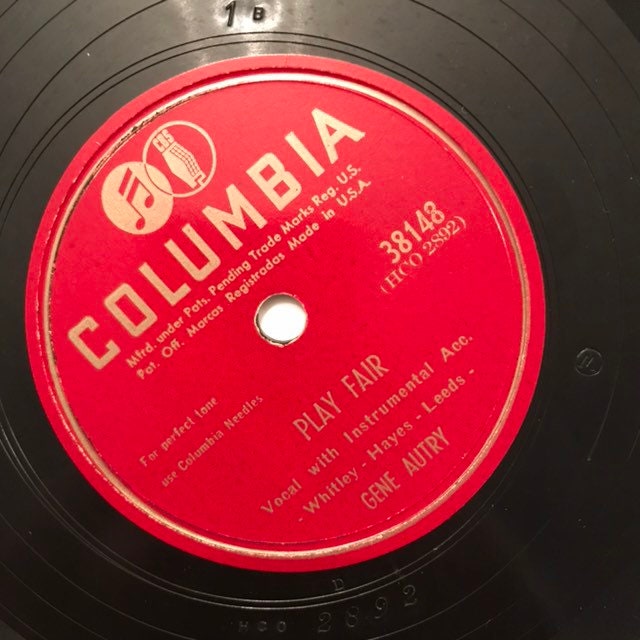 1 B
CBS
COLUMBIA
Mfrd. under Pats. Pending Trade Marks Reg. U.S.
Pat. Off. Marcas Registradas Made in U.S.A.
38148
(HCO 2892)
For perfect tone
use Columbia Needles
PLAY FAIR
Vocal with Instrumental Acc.
- Whitley - Hayes - Leeds -
GENE AUTRY
D
HCO 2892